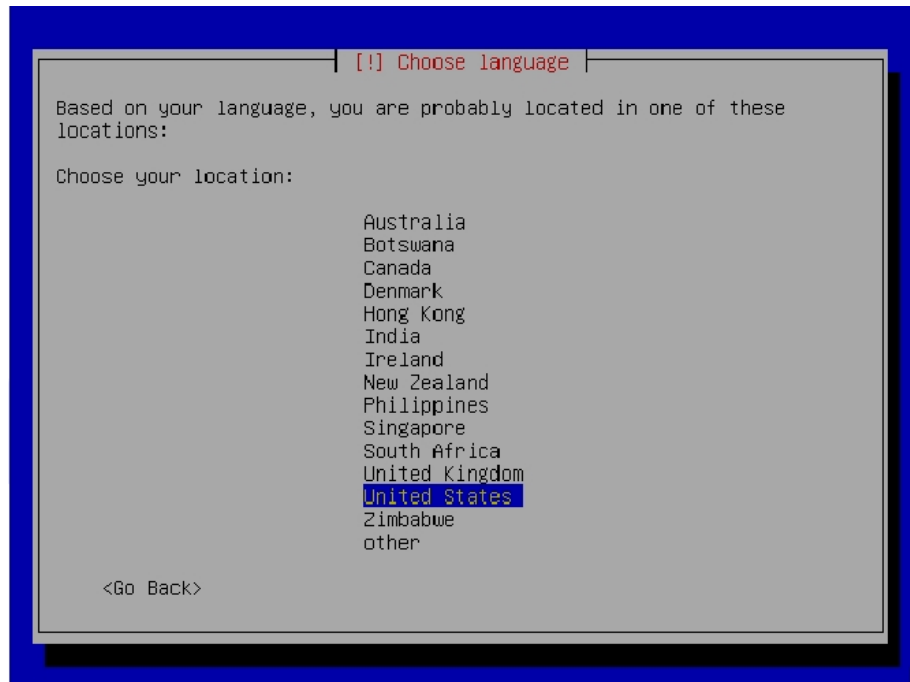 [!] Choose language
Based on your language, you are probably located in one of these
locations:
Choose your location:
Australia
Botswana
Canada
Denmark
Hong Kong
India
Ireland
New Zealand
Philippines
Singapore
South Africa
United Kingdom
United States
Zimbabwe
other
<Go Back>